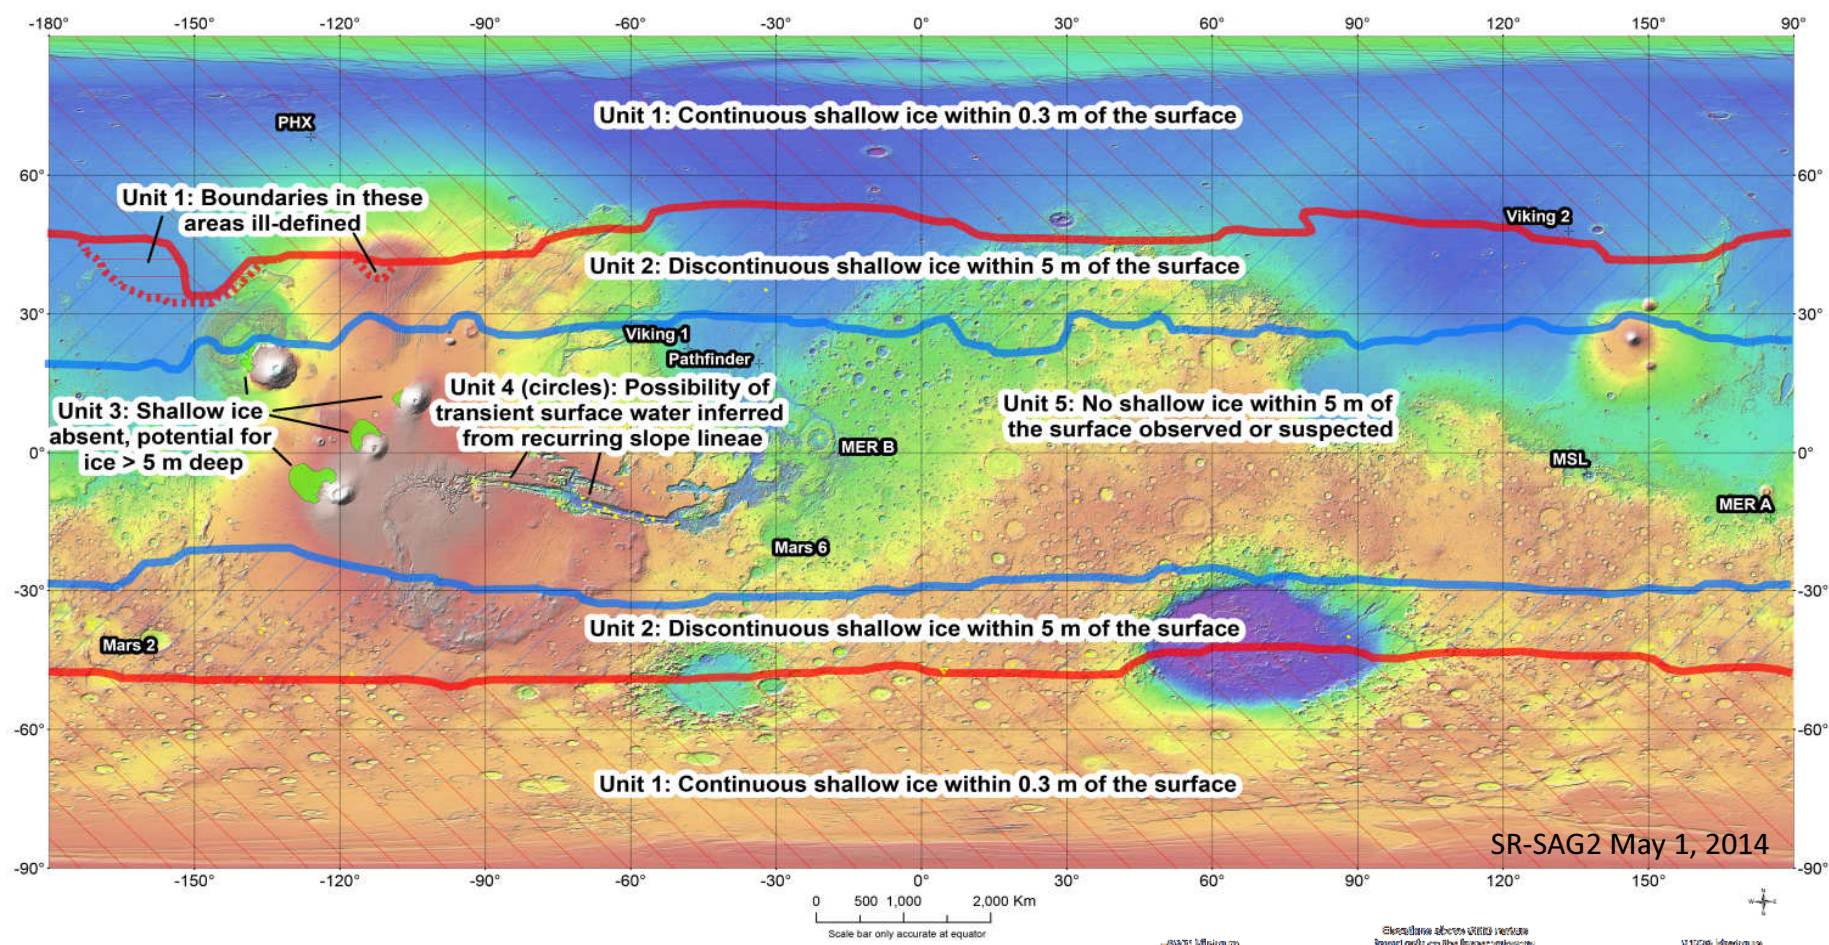 -180° -150° -120° -90° -60° -30° 0° 30° 60° 90° 120° 150° 90°
Unit 1: Continuous shallow ice within 0.3 m of the surface
PHX
60° 60°
Unit 1: Boundaries in these
areas ill-defined
Viking 2
Unit 2: Discontinuous shallow ice within 5 m of the surface
30° 30°
Viking 1
Pathfinder
Unit 4 (circles): Possibility of
transient surface water inferred
from recurring slope lineae
Unit 3: Shallow ice
absent, potential for
ice > 5 m deep
Unit 5: No shallow ice within 5 m of
the surface observed or suspected
MER B
0° 0°
MSL
MER A
Mars 6
-30° -30°
Unit 2: Discontinuous shallow ice within 5 m of the surface
Mars 2
-60° -60°
Unit 1: Continuous shallow ice within 0.3 m of the surface
SR-SAG2 May 1, 2014
-90° -90°
-150° -120° -90° -60° -30° 0° 30° 60° 90° 120° 150°
0 500 1,000 2,000 Km
Scale bar only accurate at equator
N
W E
S